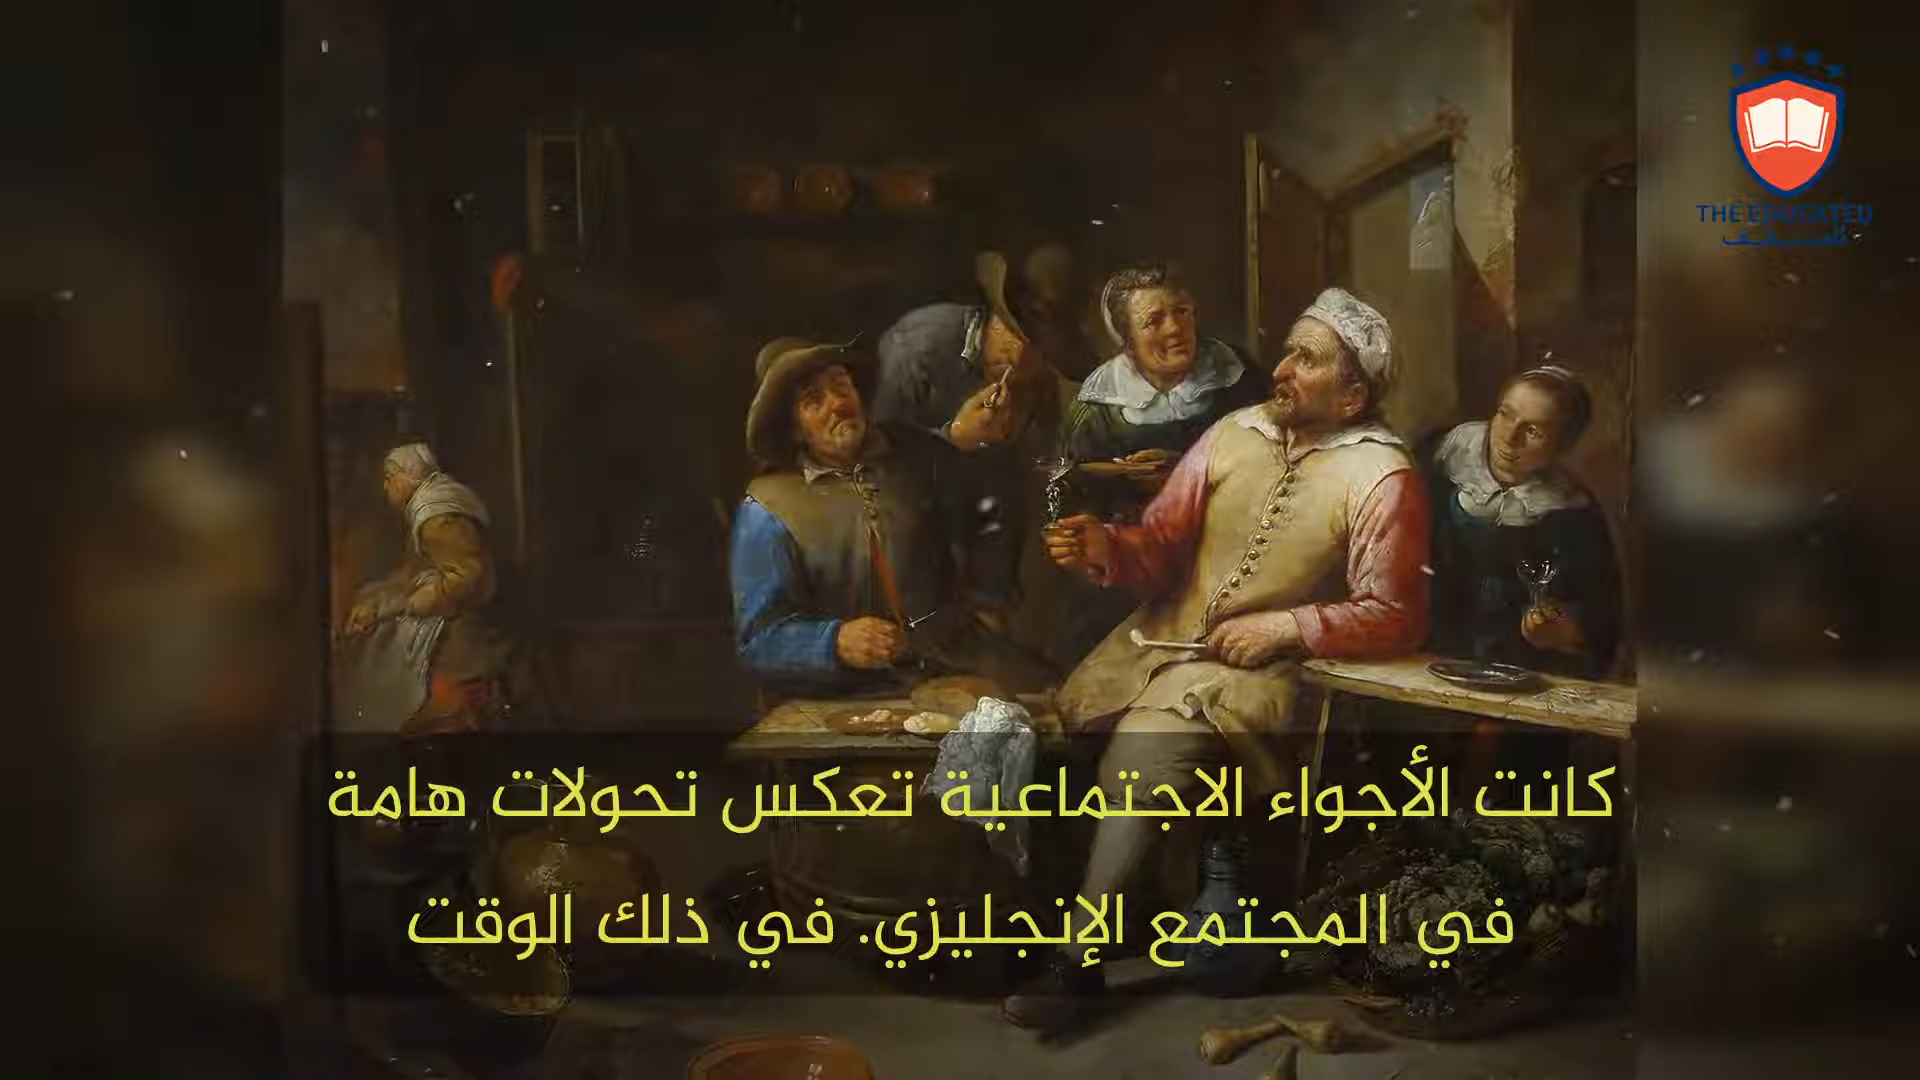 THE EDUCATED
كانت الأجواء الاجتماعية تعكس تحولات هامة
في المجتمع الإنجليزي. في ذلك الوقت